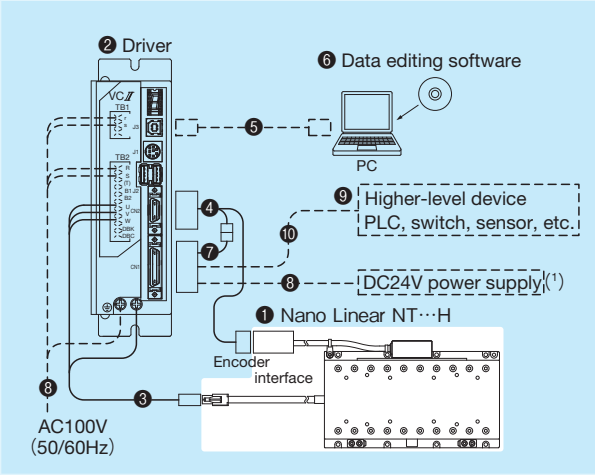 ❷ Driver
❻ Data editing software
VCⅡ
TB1
r
s
J3
❺
PC
J1
TB2
R
S
(T)
B1
J2
B2
U
V
CN2
W
DBK
DBC
CN1
❹
❼
❾ Higher-level device
PLC, switch, sensor, etc.
❿
❽ DC24V power supply(1)
❶ Nano Linear NT…H
Encoder
interface
❽
❸
AC100V
(50/60Hz)